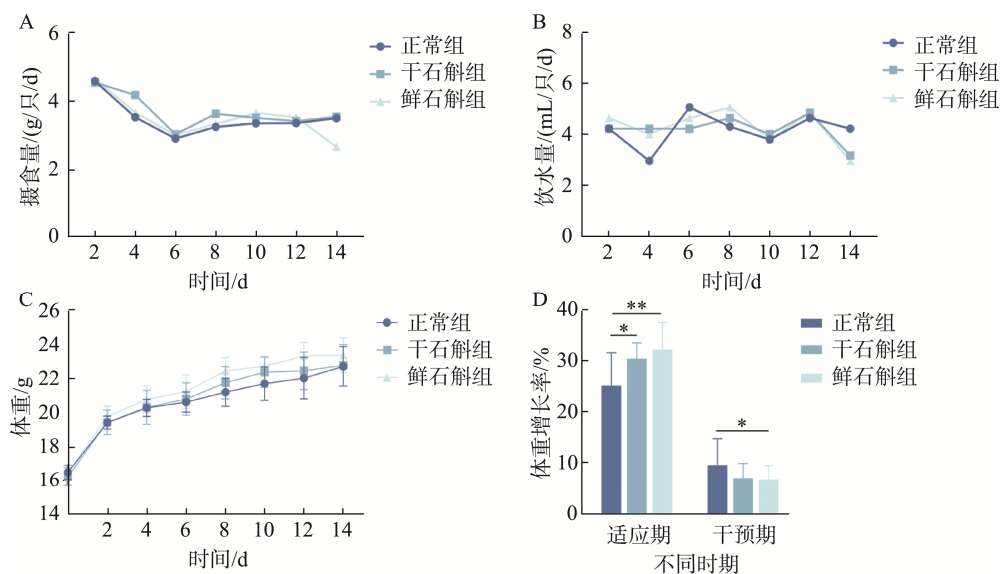 A
摄食量/(g/只/d)
8
6
4
2
0
2 4 6 8 10 12 14
时间/d
正常组
干石斛组
鲜石斛组
B
饮水量/(mL/只/d)
8
6
4
2
0
2 4 6 8 10 12 14
时间/d
正常组
干石斛组
鲜石斛组
C
体重/g
26
24
22
20
18
16
14
2 4 6 8 10 12 14
时间/d
正常组
干石斛组
鲜石斛组
D
体重增长率/%
40
30
20
10
0
**
*
*
适应期 干预期
不同时期
正常组
干石斛组
鲜石斛组